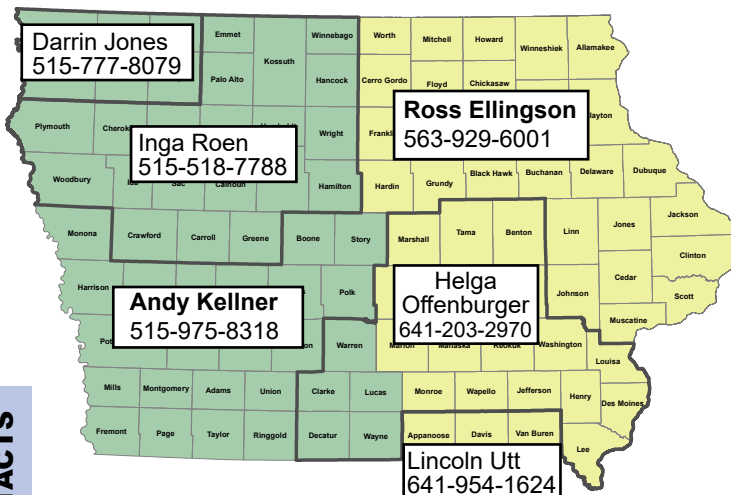 Emmet
Winnebago
Worth
Mitchell
Howard
Winneshiek
Allamakee
Darrin Jones
515-777-8079
Kossuth
Palo Alto
Hancock
Cerro Gordo
Floyd
Chickasaw
Ross Ellingson
563-929-6001
Plymouth
Inga Roen
515-518-7788
Wright
Woodbury
Sac
Calhoun
Hamilton
Hardin
Grundy
Black Hawk
Buchanan
Delaware
Dubuque
Monona
Crawford
Carroll
Greene
Boone
Story
Marshall
Tama
Benton
Linn
Jones
Jackson
Clinton
Harrison
Polk
Cedar
Scott
Johnson
Muscatine
Andy Kellner
515-975-8318
Helga
Offenburger
641-203-2970
Warren
Marion
Mahaska
Keokuk
Washington
Louisa
Mills
Montgomery
Adams
Union
Clarke
Lucas
Monroe
Wapello
Jefferson
Henry
Des Moines
Fremont
Page
Taylor
Ringgold
Decatur
Wayne
Appanoose
Davis
Van Buren
Lee
Lincoln Utt
641-954-1624